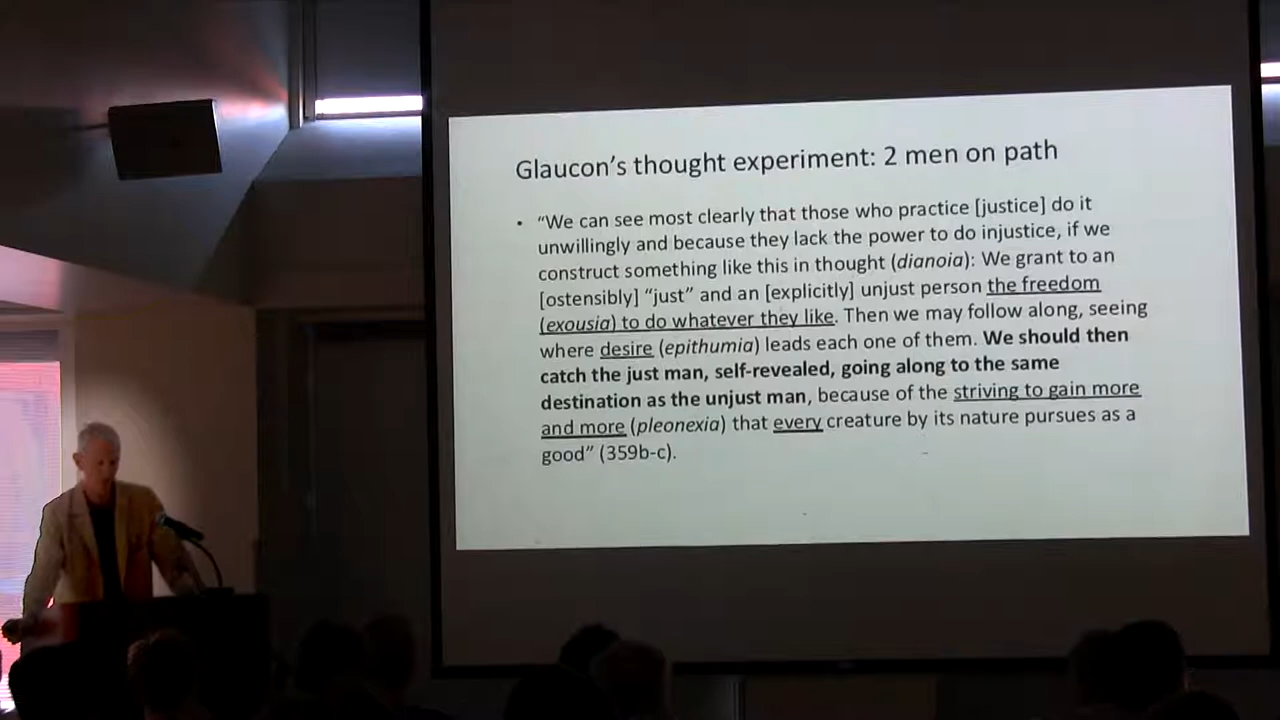 Glaucon’s thought experiment: 2 men on path
• “We can see most clearly that those who practice [justice] do it
unwillingly and because they lack the power to do injustice, if we
construct something like this in thought (dianoia): We grant to an
[ostensibly] “just” and an [explicitly] unjust person the freedom
(exousia) to do whatever they like. Then we may follow along, seeing
where desire (epithumia) leads each one of them. We should then
catch the just man, self-revealed, going along to the same
destination as the unjust man, because of the striving to gain more
and more (pleonexia) that every creature by its nature pursues as a
good” (359b-c).